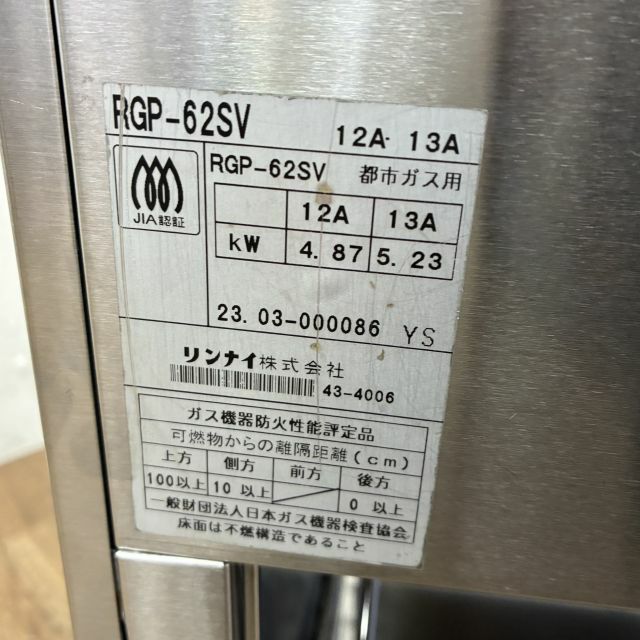 RGP-62SV 12A· 13A
JIA認証
RGP-62SV 都市ガス用
12A 13A
kW 4.87 5.23
23.03-000086 YS
リンナイ株式会社
43-4006
ガス機器防火性能評定品
可燃物からの離隔距離(cm)
上方 側方 前方 後方
100以上 10以上 0以上
一般財団法人日本ガス機器検査協会
床面は不燃構造であること